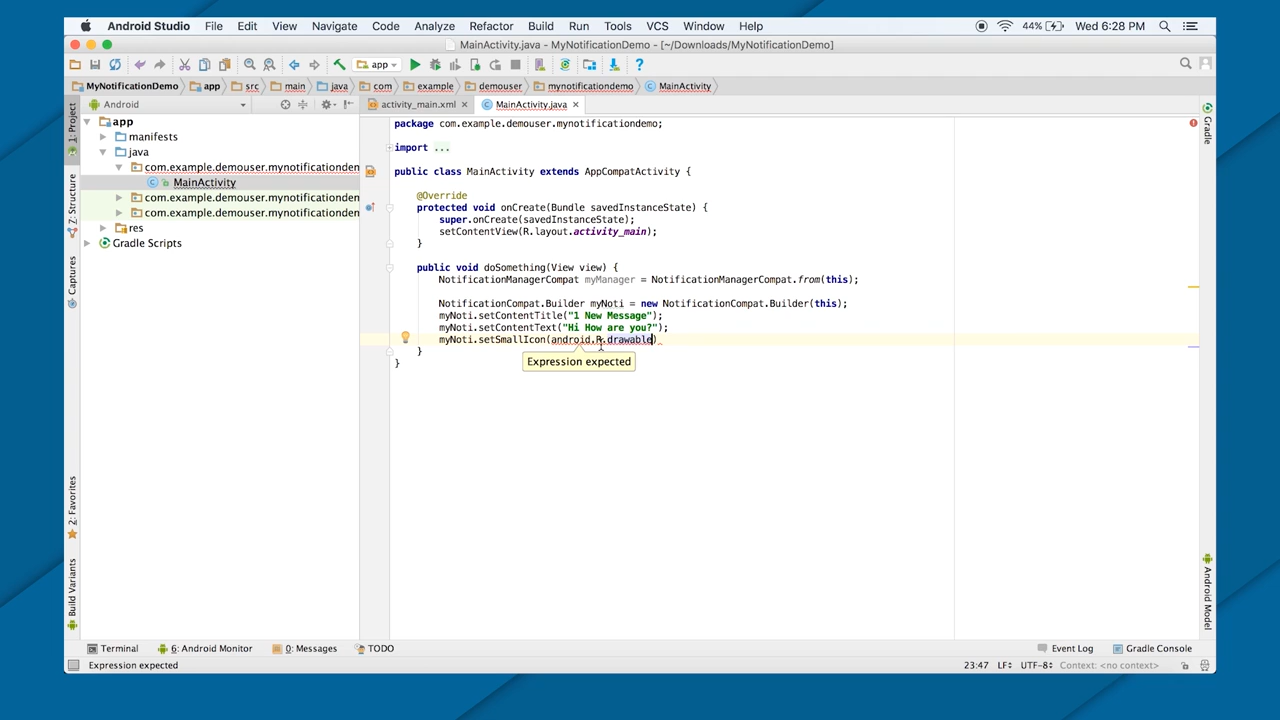 Android Studio File Edit View Navigate Code Analyze Refactor Build Run Tools VCS Window Help 44% Wed 6:28 PM
MainActivity.java - MyNotificationDemo - [~/Downloads/MyNotificationDemo]
app
MyNotificationDemo app src main java com example demouser mynotificationdemo MainActivity
Android activity_main.xml MainActivity.java
1: Project
Z: Structure
Captures
2: Favorites
Build Variants
app
manifests
java
com.example.demouser.mynotificationden
MainActivity
com.example.demouser.mynotificationden
com.example.demouser.mynotificationden
res
Gradle Scripts
package com.example.demouser.mynotificationdemo;
import ...
public class MainActivity extends AppCompatActivity {
@Override
protected void onCreate(Bundle savedInstanceState) {
super.onCreate(savedInstanceState);
setContentView(R.layout.activity_main);
}
public void doSomething(View view) {
NotificationManagerCompat myManager = NotificationManagerCompat.from(this);
NotificationCompat.Builder myNoti = new NotificationCompat.Builder(this);
myNoti.setContentTitle("1 New Message");
myNoti.setContentText("Hi How are you?");
myNoti.setSmallIcon(android.R.drawable)
}
Expression expected
}
Gradle
Android Model
Terminal 6: Android Monitor 0: Messages TODO Event Log Gradle Console
Expression expected 23:47 LF UTF-8 Context: <no context>